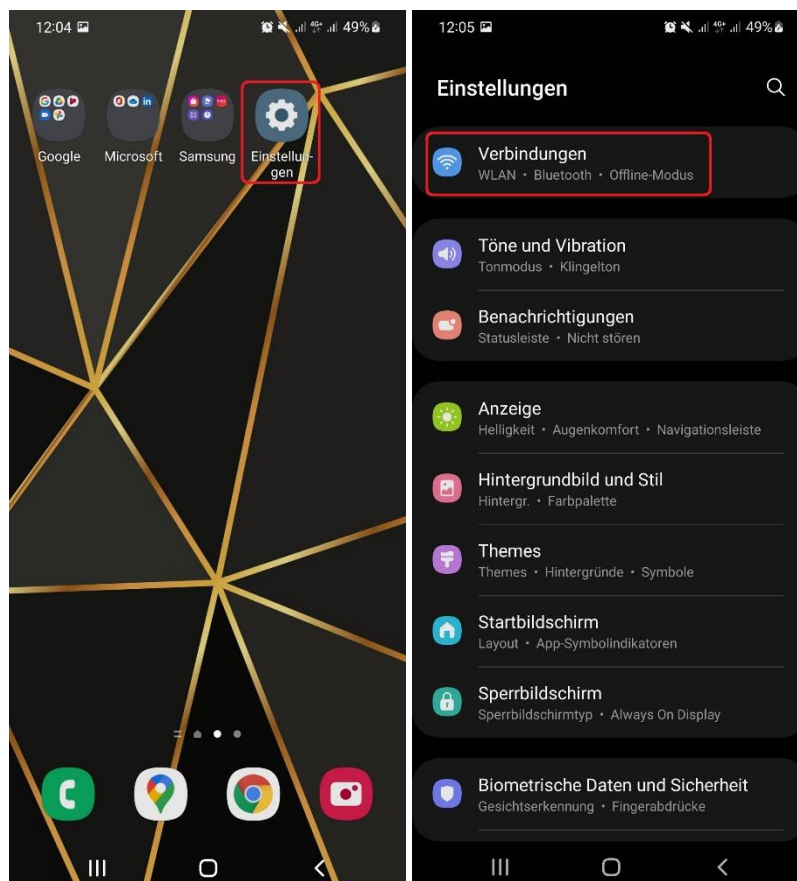 12:04
49%
Google Microsoft Samsung Einstellun-
gen
12:05
49%
Einstellungen
Verbindungen
WLAN • Bluetooth • Offline-Modus
Töne und Vibration
Tonmodus • Klingelton
Benachrichtigungen
Statusleiste • Nicht stören
Anzeige
Helligkeit • Augenkomfort • Navigationsleiste
Hintergrundbild und Stil
Hintergr. • Farbpalette
Themes
Themes • Hintergründe • Symbole
Startbildschirm
Layout • App-Symbolindikatoren
Sperrbildschirm
Sperrbildschirmtyp • Always On Display
Biometrische Daten und Sicherheit
Gesichtserkennung • Fingerabdrücke